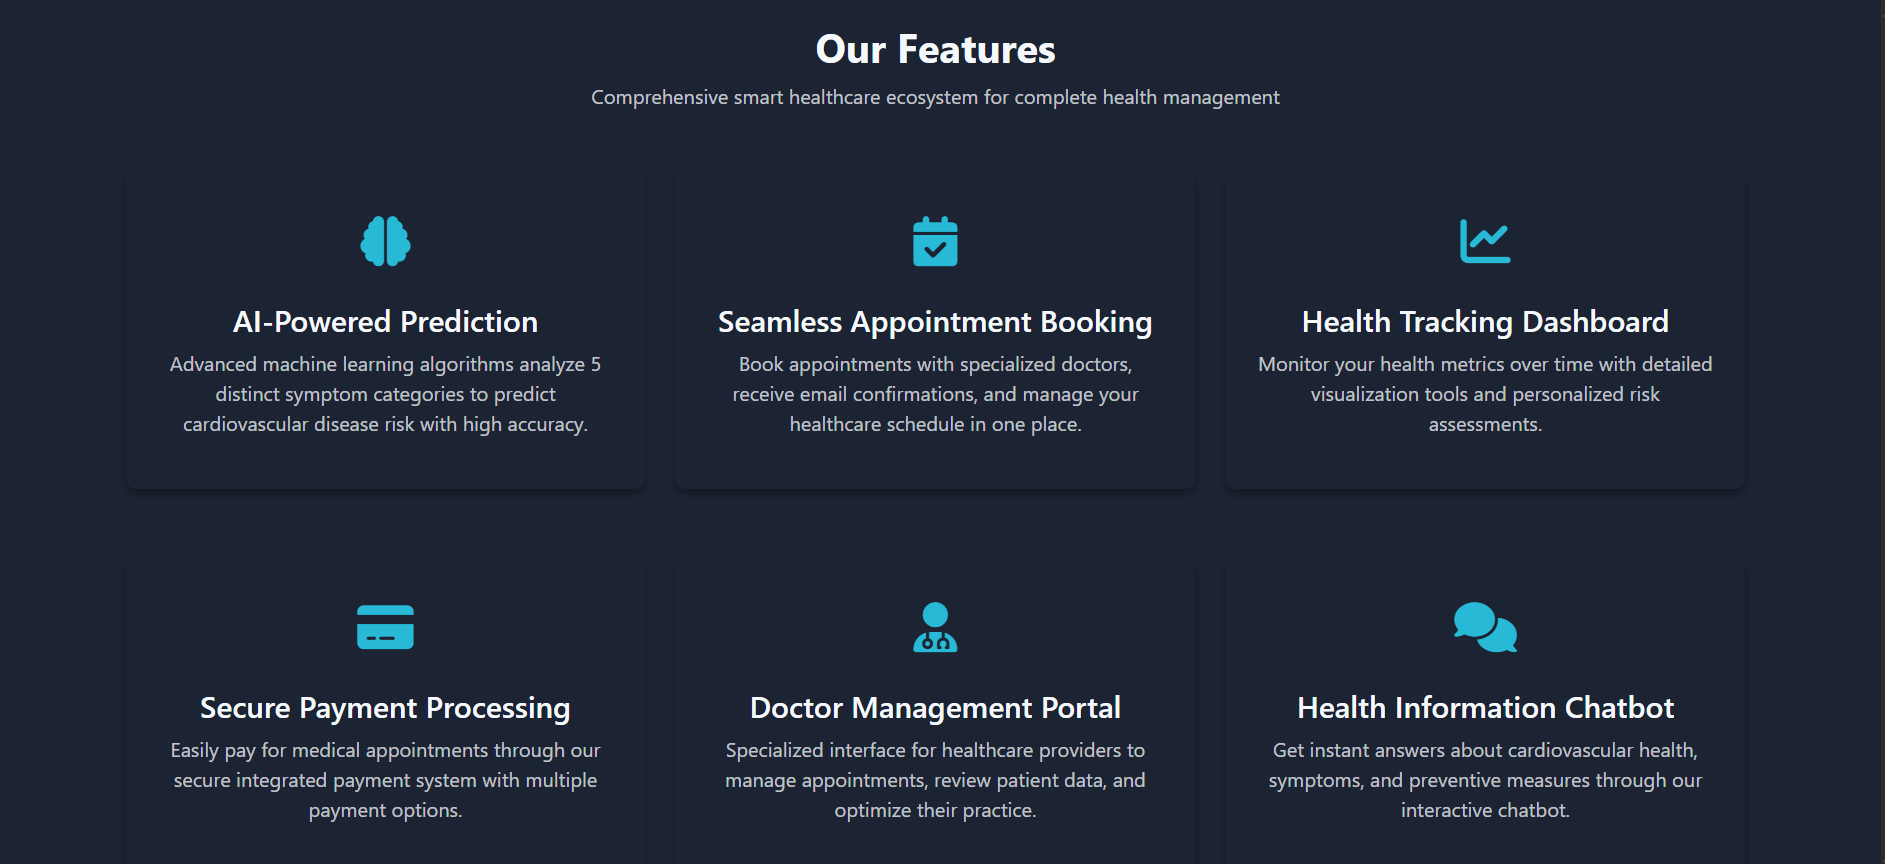 Our Features
Comprehensive smart healthcare ecosystem for complete health management
AI-Powered Prediction
Advanced machine learning algorithms analyze 5
distinct symptom categories to predict
cardiovascular disease risk with high accuracy.
Seamless Appointment Booking
Book appointments with specialized doctors,
receive email confirmations, and manage your
healthcare schedule in one place.
Health Tracking Dashboard
Monitor your health metrics over time with detailed
visualization tools and personalized risk
assessments.
Secure Payment Processing
Easily pay for medical appointments through our
secure integrated payment system with multiple
payment options.
Doctor Management Portal
Specialized interface for healthcare providers to
manage appointments, review patient data, and
optimize their practice.
Health Information Chatbot
Get instant answers about cardiovascular health,
symptoms, and preventive measures through our
interactive chatbot.